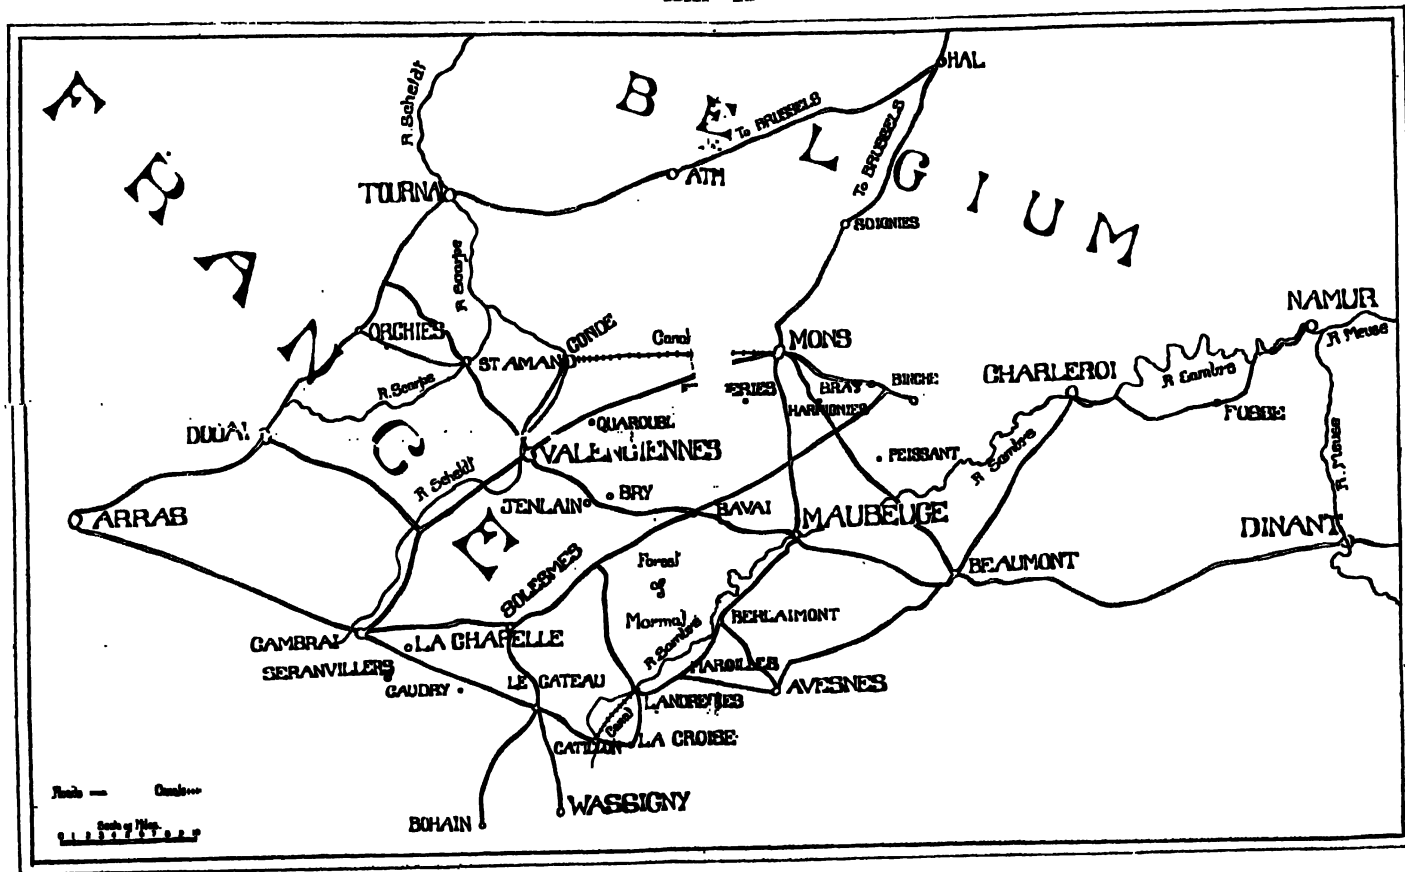 FRANCE
BELGIUM
HAL
R. Scheldt
To BRUSSELS
To BRUSSELS
ATH
TOURNAI
SOIGNIES
R Scarpe
NAMUR
R Meuse
ORCHIES
CONDE
Canal
MONS
ST AMAND
BRAY
BINCHE
CHARLEROI
R Sambre
R. Scarpe
ERIES
HARMONIES
FOSSE
DOUAI
QUAROUBL
VALENCIENNES
PEISSANT
R Sambre
R. Meuse
R Scheldt
JENLAIN
BRY
BAVAI
MAUBEUGE
ARRAS
DINANT
SOLESMES
Forest
of
Mormal
BEAUMONT
BERLAIMONT
CAMBRAI
LA CHAPELLE
R Sambre
SERANVILLERS
MAROILLES
CAUDRY
LE CATEAU
LANDRECIES
AVESNES
Canal
CATILLON
LA CROISE
Roads
Canals
WASSIGNY
BOHAIN
Scale of Miles